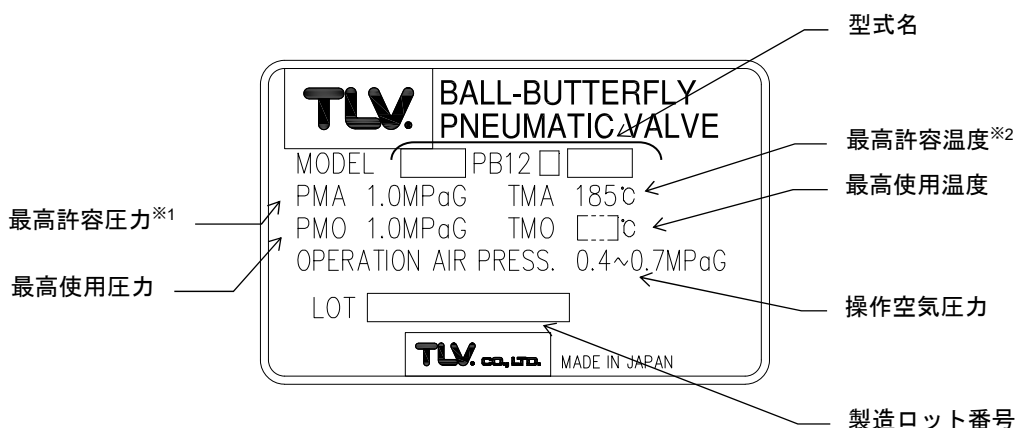 型式名
TLV. BALL-BUTTERFLY
PNEUMATIC VALVE
最高許容温度※2
MODEL PB12
最高使用温度
PMA 1.0MPaG TMA 185℃
最高許容圧力※1
PMO 1.0MPaG TMO ℃
OPERATION AIR PRESS. 0.4~0.7MPaG
最高使用圧力
操作空気圧力
LOT
TLV. CO., LTD. MADE IN JAPAN
製造ロット番号